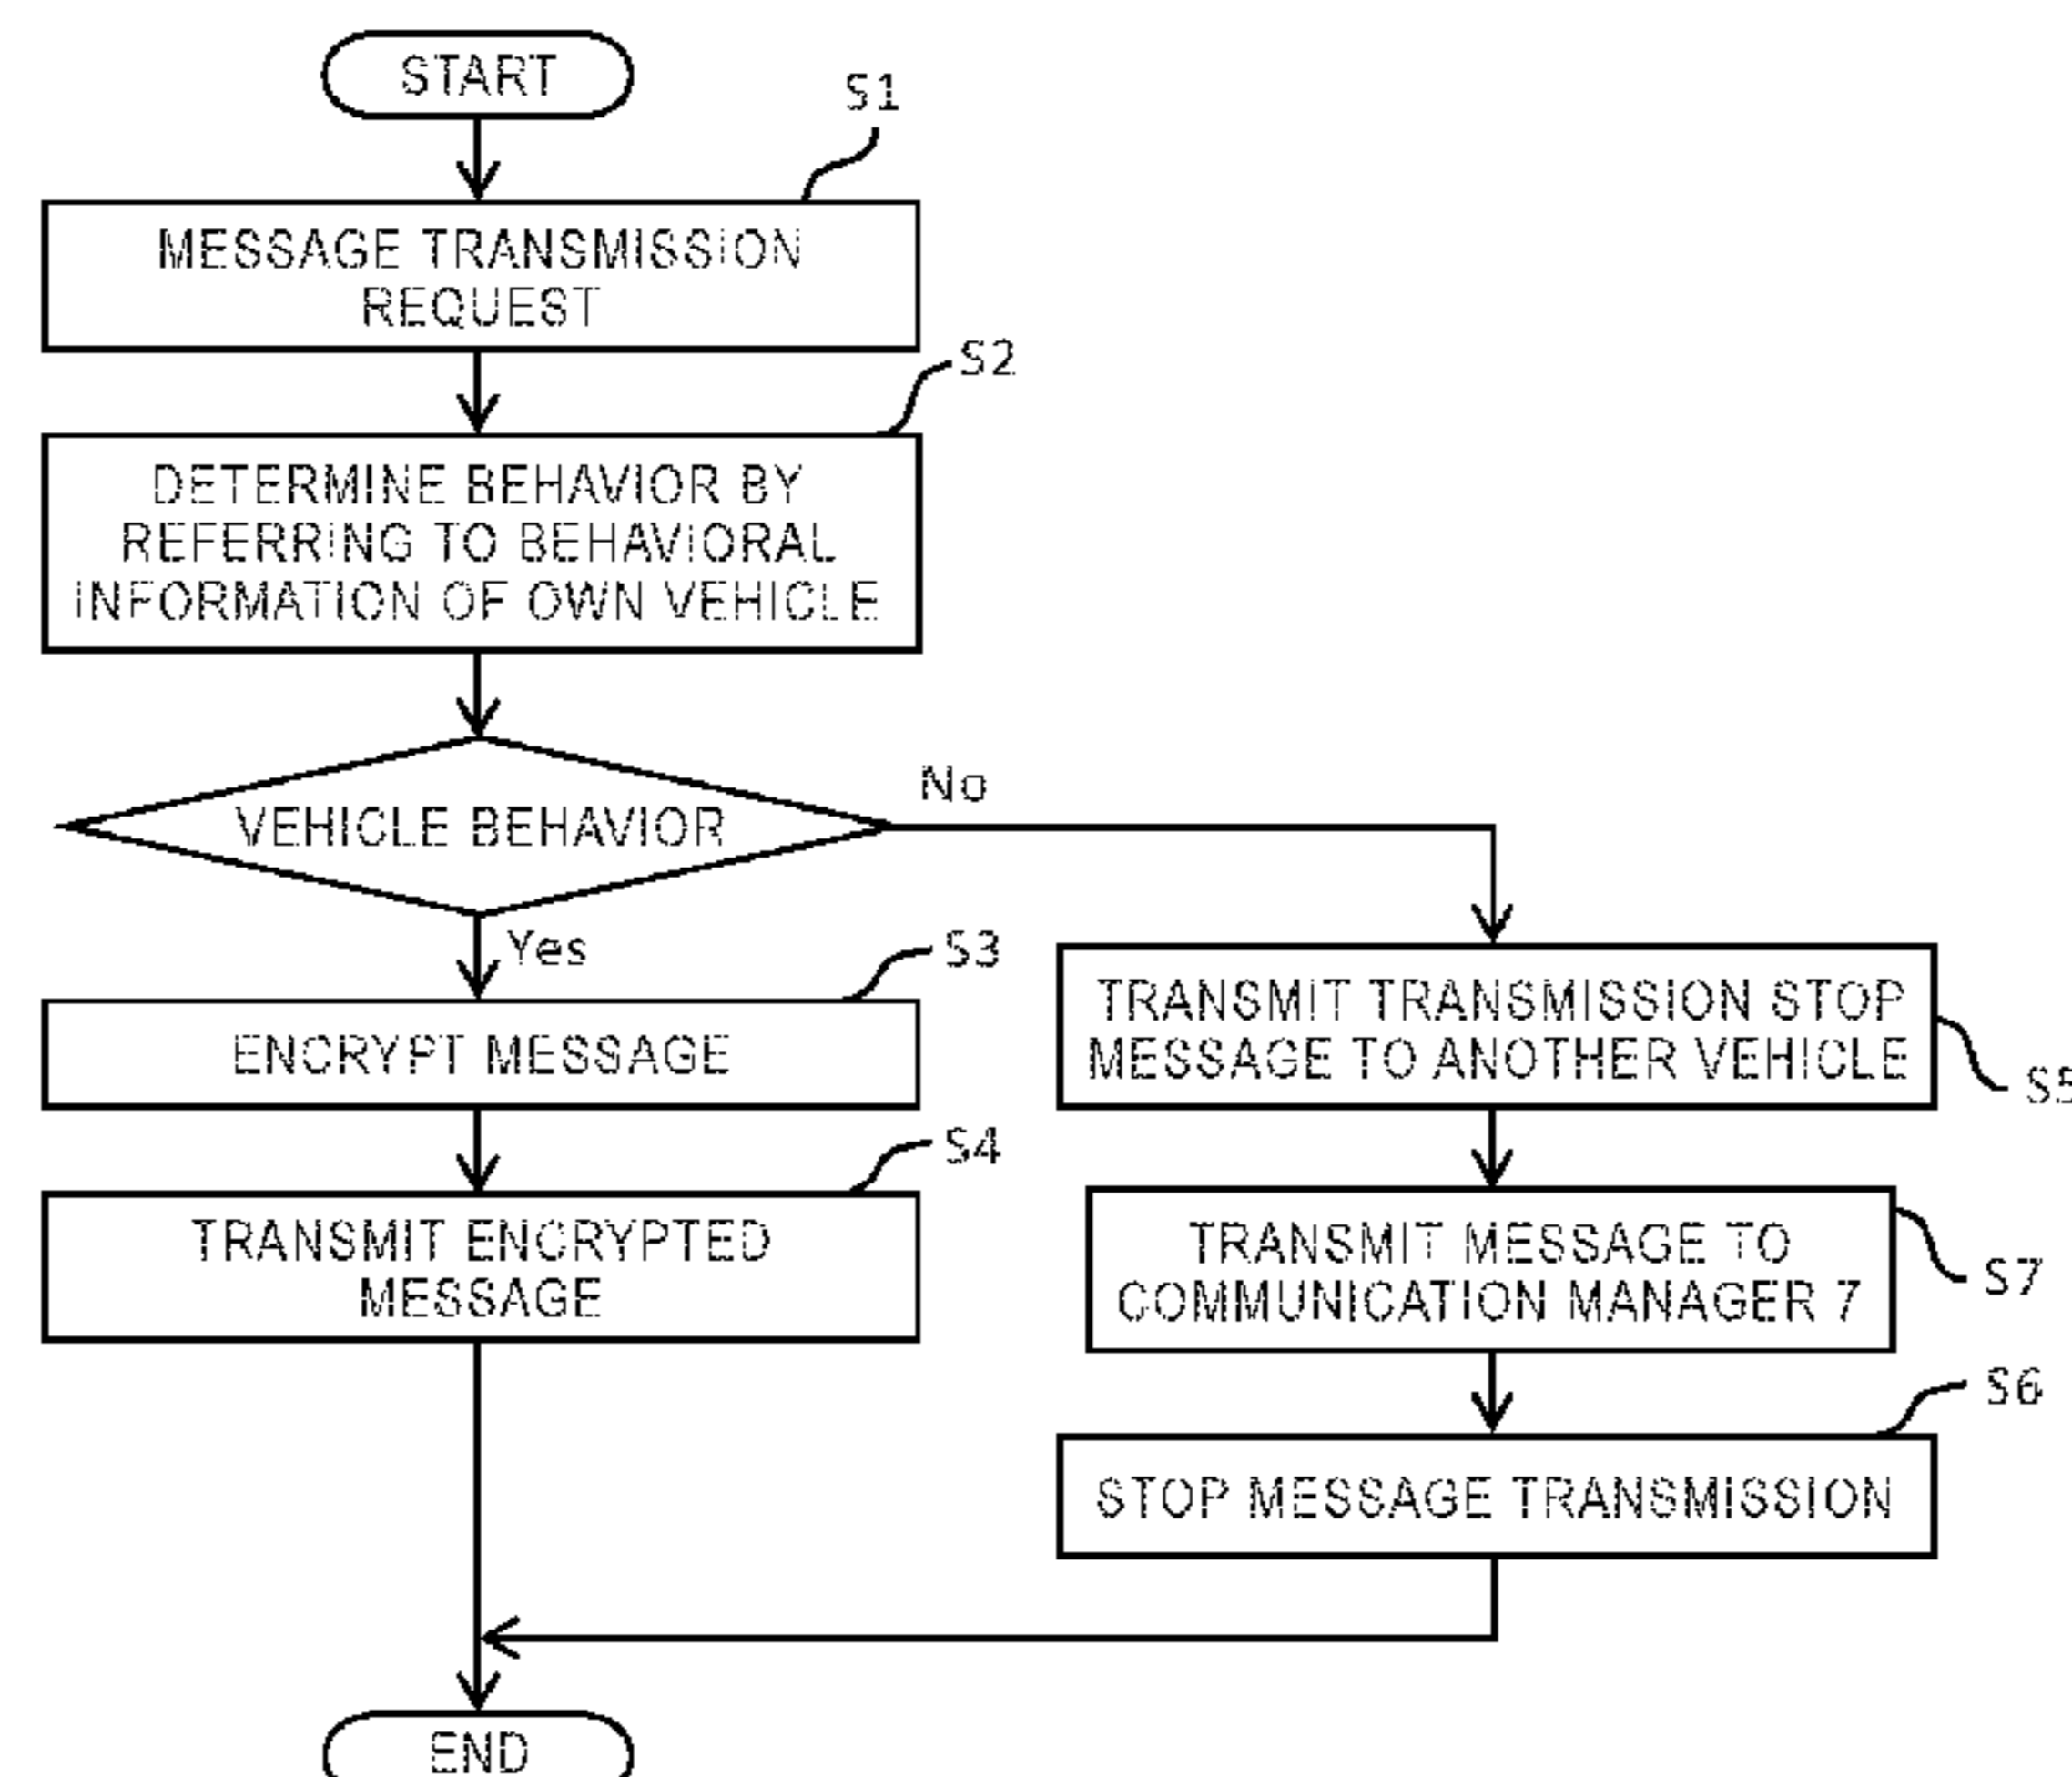 START
S1
MESSAGE TRANSMISSION
REQUEST
S2
DETERMINE BEHAVIOR BY
REFERRING TO BEHAVIORAL
INFORMATION OF OWN VEHICLE
VEHICLE BEHAVIOR
No
Yes
S3
ENCRYPT MESSAGE
S4
TRANSMIT ENCRYPTED
MESSAGE
TRANSMIT TRANSMISSION STOP
MESSAGE TO ANOTHER VEHICLE
S5
TRANSMIT MESSAGE TO
COMMUNICATION MANAGER 7
S7
S6
STOP MESSAGE TRANSMISSION
END